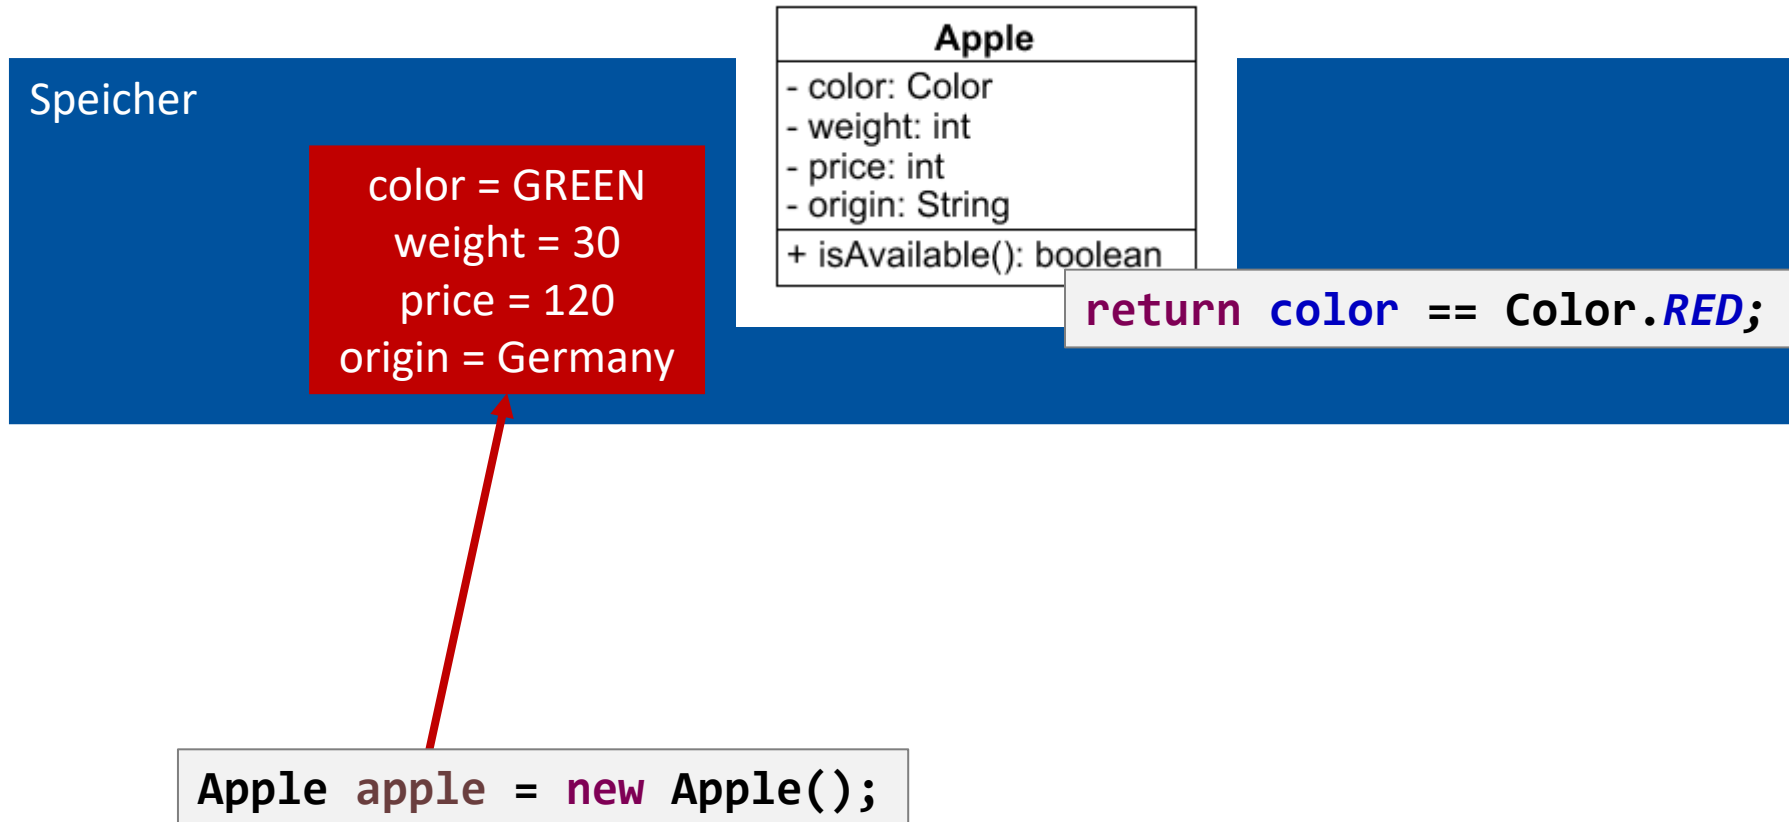 Apple
- color: Color
- weight: int
- price: int
- origin: String
+ isAvailable(): boolean
Speicher
color = GREEN
weight = 30
price = 120
origin = Germany
return color == Color.RED;
Apple apple = new Apple();